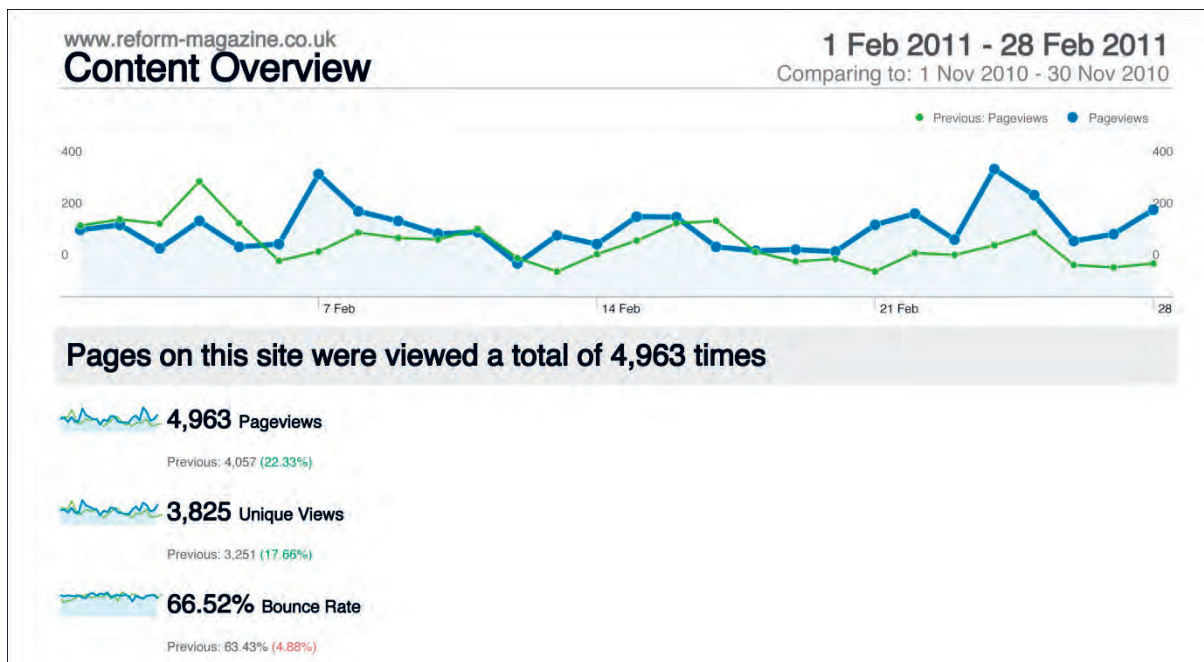 www.reform-magazine.co.uk
Content Overview
1 Feb 2011 - 28 Feb 2011
Comparing to: 1 Nov 2010 - 30 Nov 2010
Previous: Pageviews Pageviews
400 400
200 200
0 0
7 Feb 14 Feb 21 Feb 28
Pages on this site were viewed a total of 4,963 times
4,963 Pageviews
Previous: 4,057 (22.33%)
3,825 Unique Views
Previous: 3,251 (17.66%)
66.52% Bounce Rate
Previous: 63.43% (4.88%)